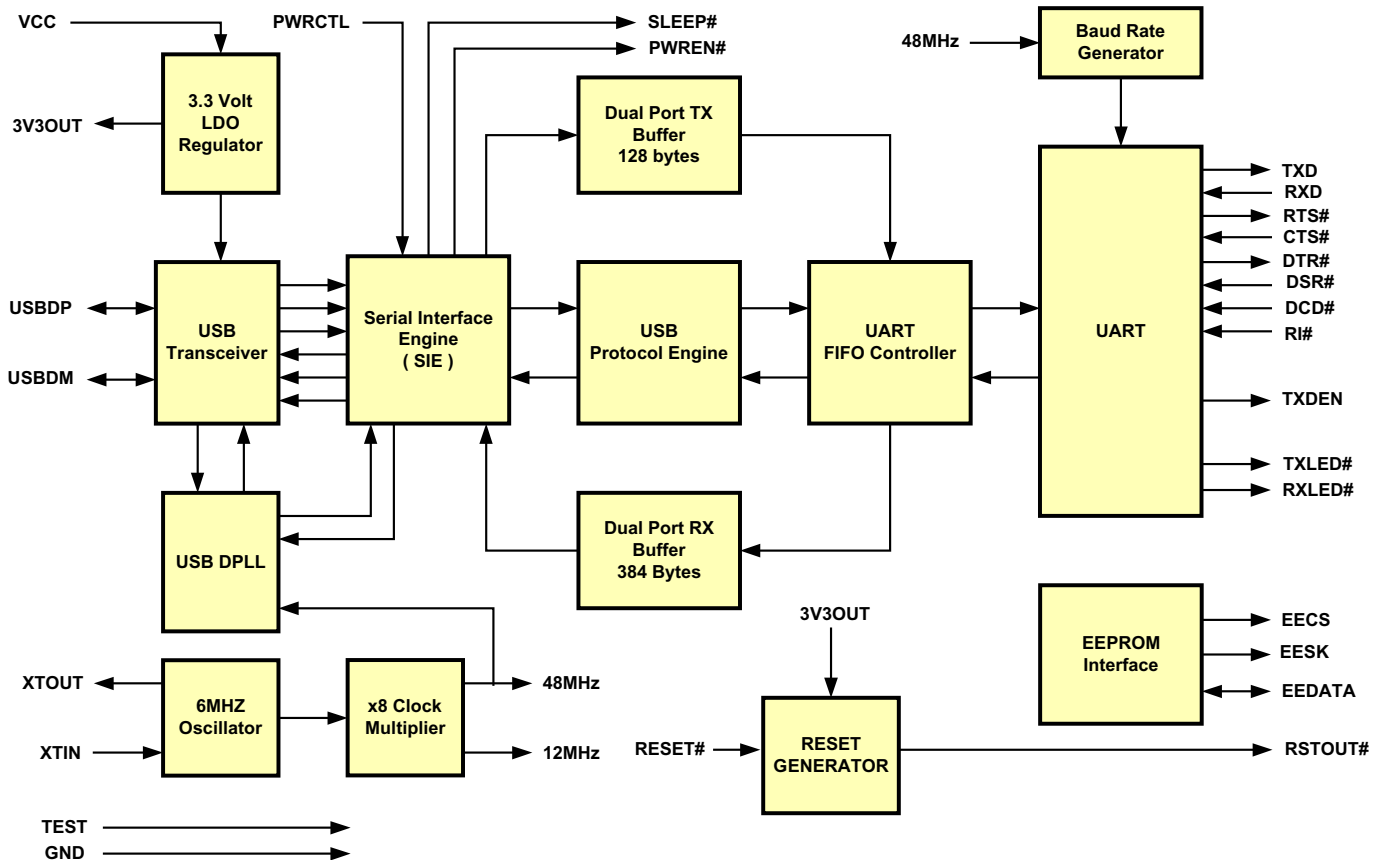 VCC
PWRCTL
SLEEP#
PWREN#
48MHz
Baud Rate
Generator
3V3OUT
3.3 Volt
LDO
Regulator
Dual Port TX
Buffer
128 bytes
TXD
RXD
RTS#
CTS#
DTR#
DSR#
DCD#
RI#
TXDEN
TXLED#
RXLED#
USBDP
USBDM
USB
Transceiver
Serial Interface
Engine
( SIE )
USB
Protocol Engine
UART
FIFO Controller
UART
USB DPLL
Dual Port RX
Buffer
384 Bytes
3V3OUT
EEPROM
Interface
EECS
EESK
EEDATA
XTOUT
XTIN
6MHZ
Oscillator
x8 Clock
Multiplier
48MHz
12MHz
RESET#
RESET
GENERATOR
RSTOUT#
TEST
GND